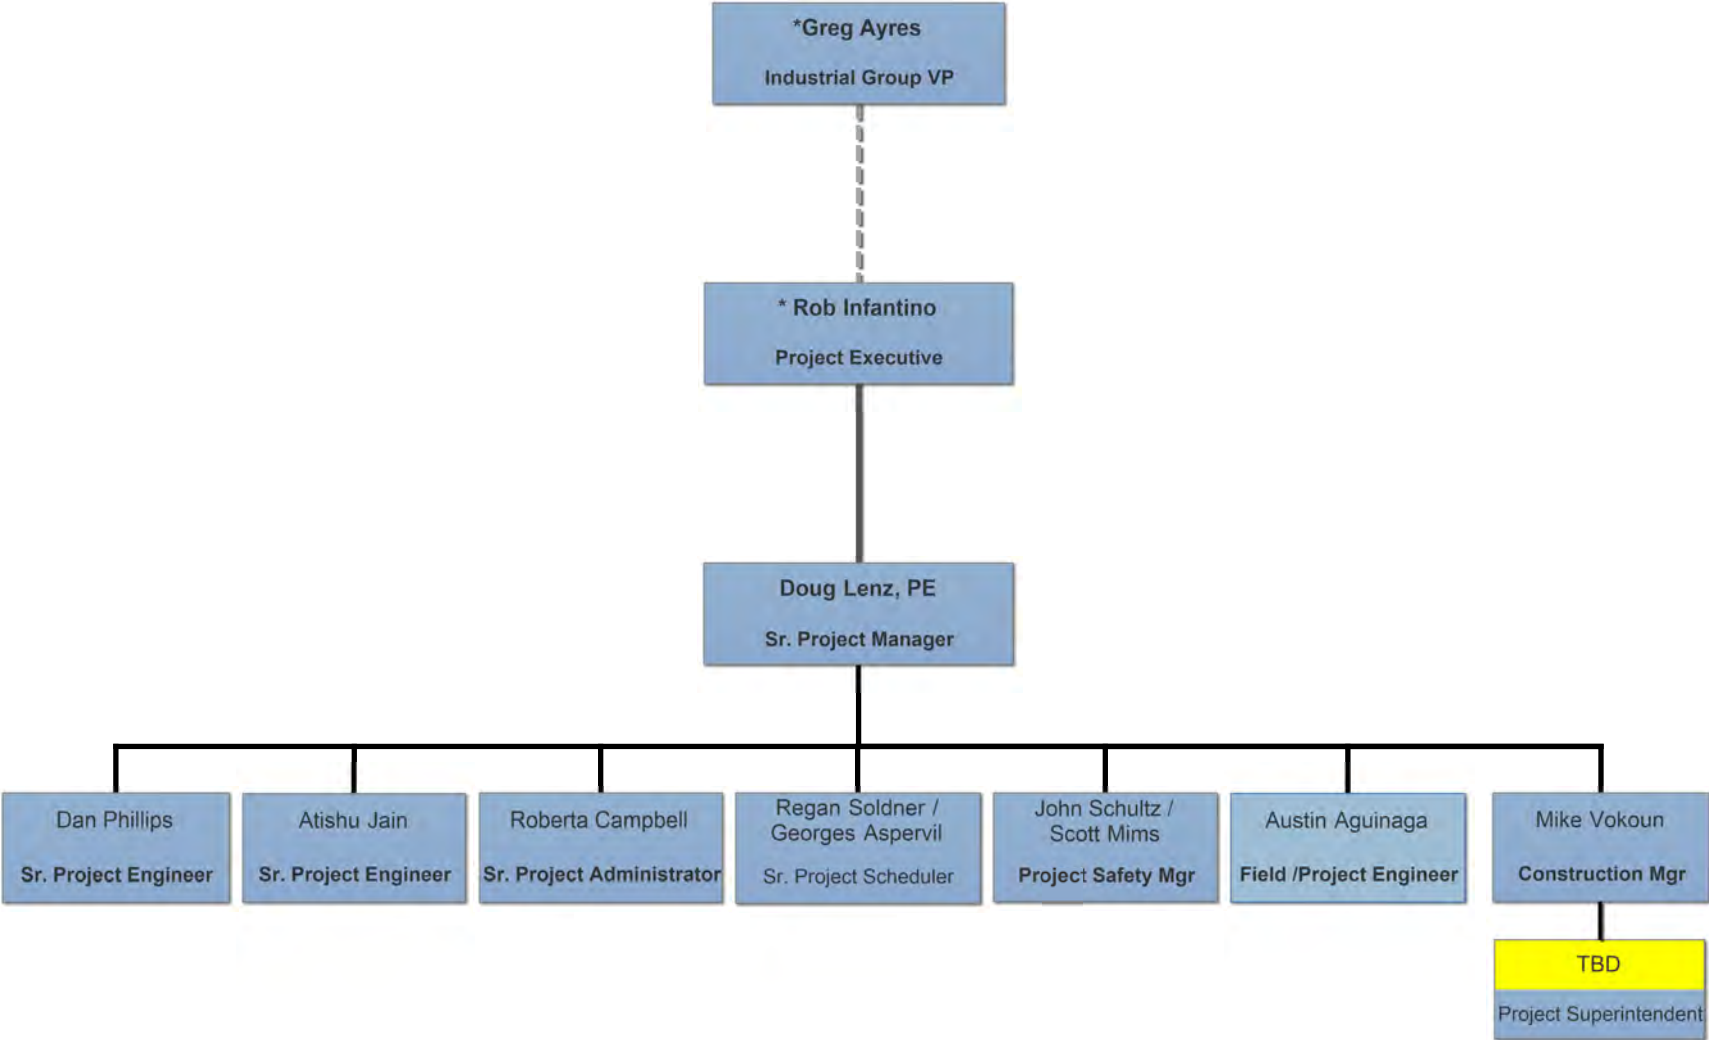 *Greg Ayres
Industrial Group VP
* Rob Infantino
Project Executive
Doug Lenz, PE
Sr. Project Manager
Dan Phillips
Sr. Project Engineer
Atishu Jain
Sr. Project Engineer
Roberta Campbell
Sr. Project Administrator
Regan Soldner /
Georges Aspervil
Sr. Project Scheduler
John Schultz /
Scott Mims
Project Safety Mgr
Austin Aguinaga
Field /Project Engineer
Mike Vokoun
Construction Mgr
TBD
Project Superintendent